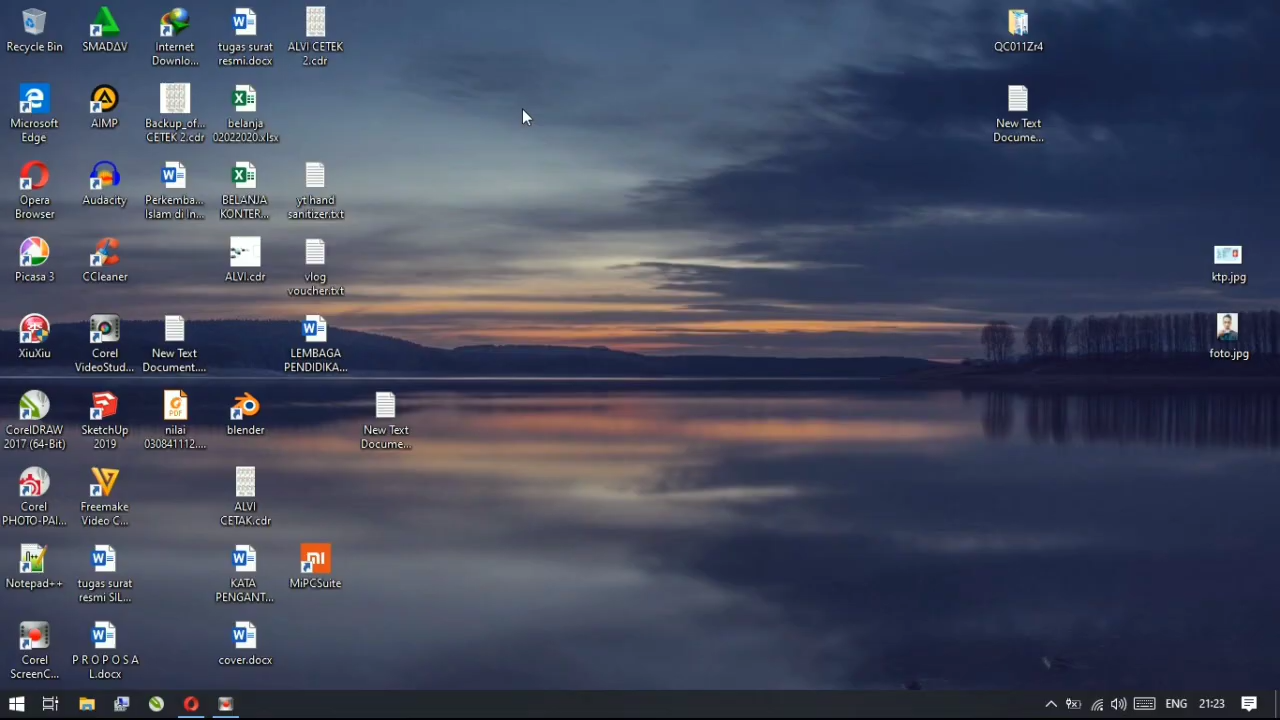 Recycle Bin
SMADΔV
Internet
Downlo...
tugas surat
resmi.docx
ALVI CETEK
2.cdr
QC011Zr4
Microsoft
Edge
AIMP
Backup_of...
CETEK 2.cdr
belanja
02022020.xlsx
New Text
Docume...
Opera
Browser
Audacity
Perkemba...
Islam di In...
BELANJA
KONTER...
yt hand
sanitizer.txt
Picasa 3
CCleaner
ALVI.cdr
vlog
voucher.txt
ktp.jpg
XiuXiu
Corel
VideoStud...
New Text
Document....
LEMBAGA
PENDIDIKA...
foto.jpg
CorelDRAW
2017 (64-Bit)
SketchUp
2019
PDF
nilai
030841112....
blender
New Text
Docume...
Corel
PHOTO-PAI...
Freemake
Video C...
ALVI
CETAK.cdr
Notepad++
tugas surat
resmi SIL...
KATA
PENGANT...
MiPCSuite
Corel
ScreenC...
P R O P O S A
L.docx
cover.docx
ENG
21:23